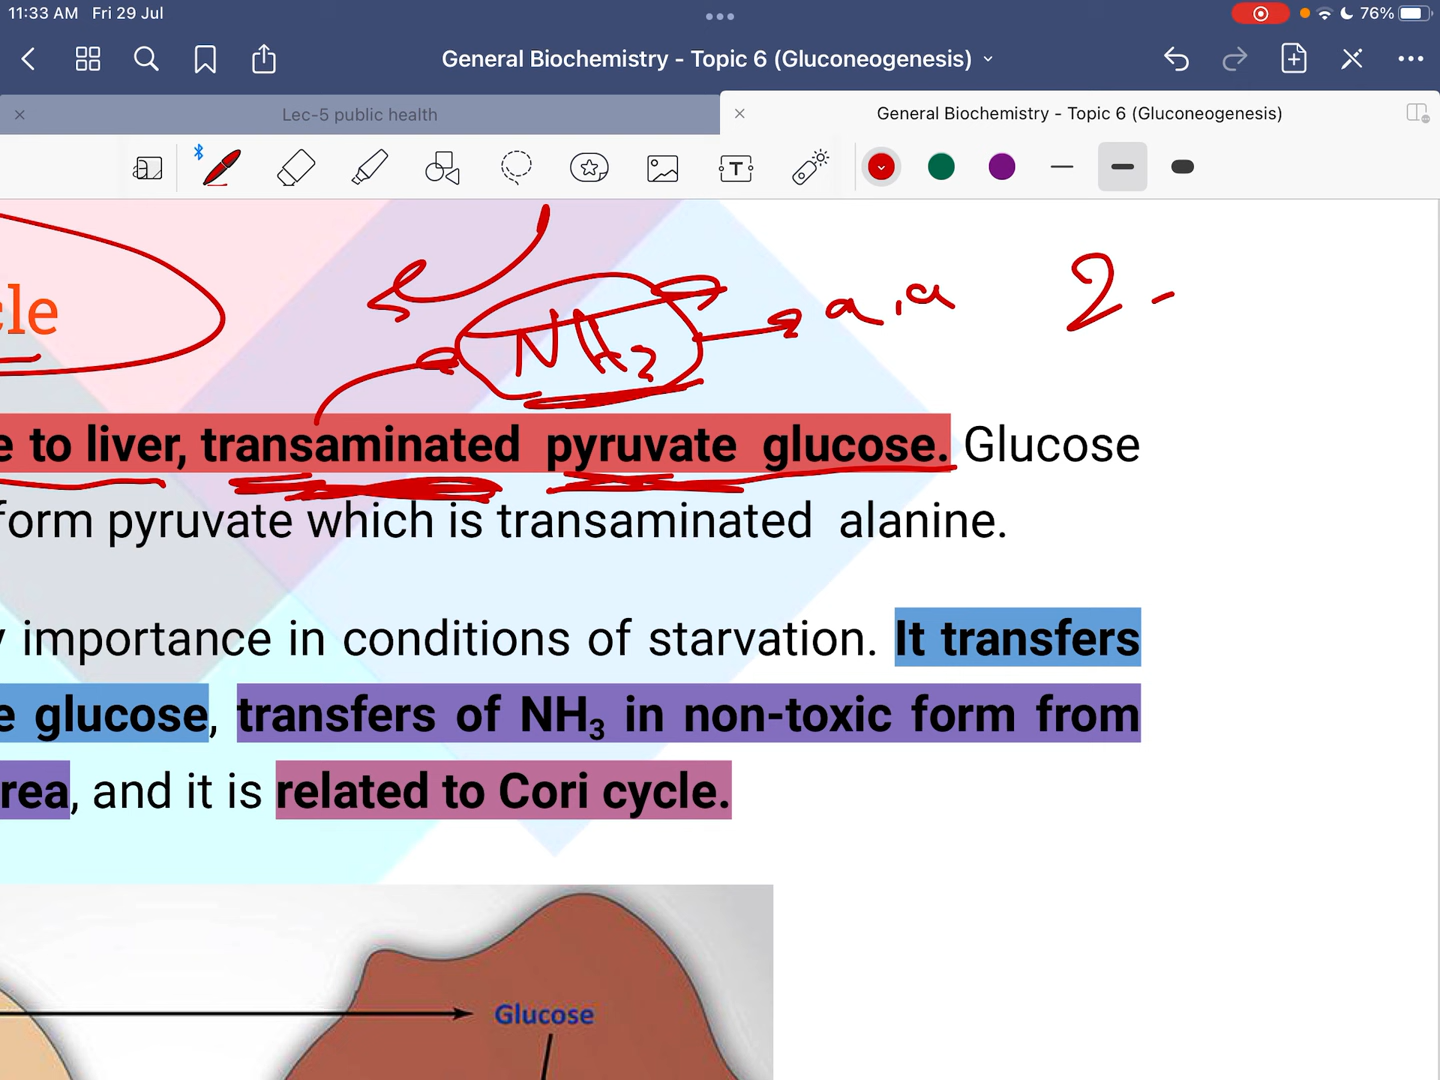 11:33 AM Fri 29 Jul
76%
General Biochemistry - Topic 6 (Gluconeogenesis)
Lec-5 public health
General Biochemistry - Topic 6 (Gluconeogenesis)
T
cle
NH2 a.a 2 -
e to liver, transaminated pyruvate glucose. Glucose
form pyruvate which is transaminated alanine.
y importance in conditions of starvation. It transfers
e glucose, transfers of NH₃ in non-toxic form from
rea, and it is related to Cori cycle.
Glucose